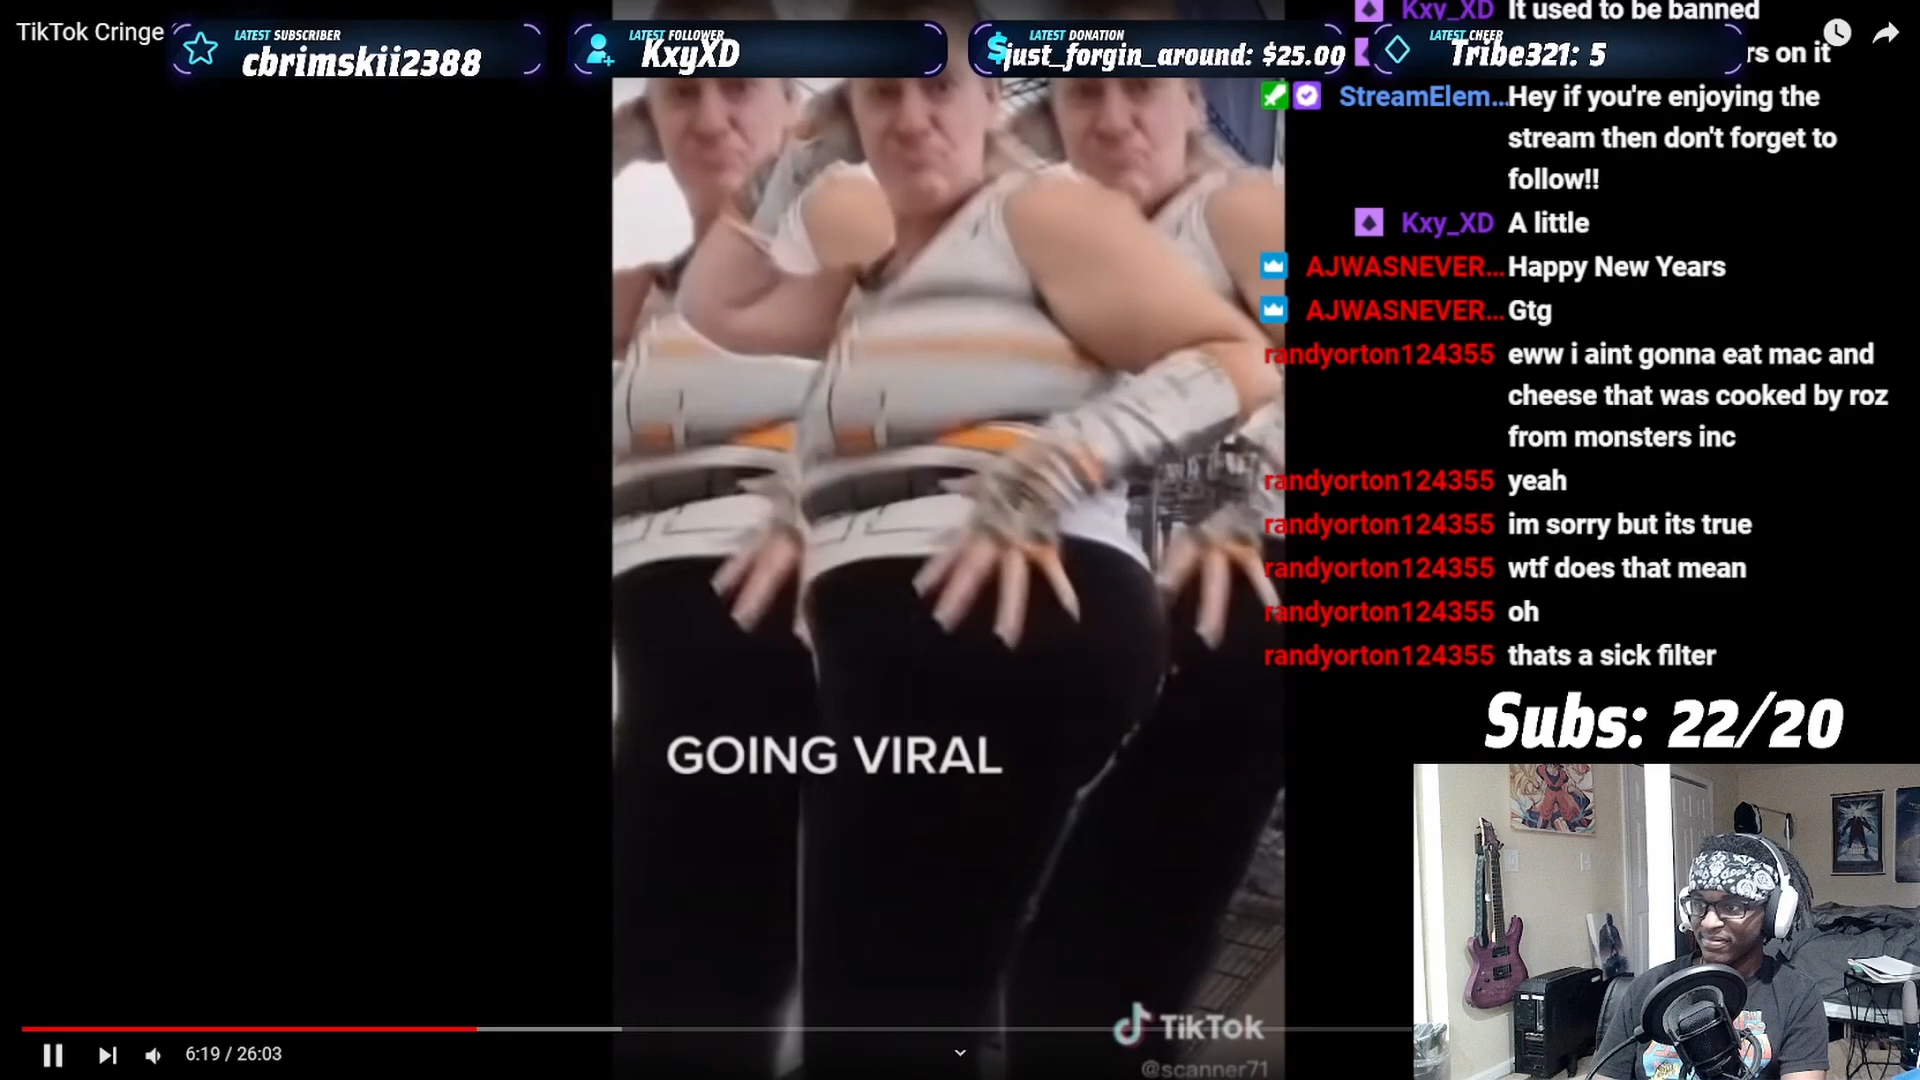 TikTok Cringe
LATEST SUBSCRIBER
cbrimskii2388
LATEST FOLLOWER
KxyXD
LATEST DONATION
just_forgin_around: $25.00
LATEST CHEER
Tribe321: 5
Kxy_XD It used to be banned
rs on it
StreamElem... Hey if you're enjoying the
stream then don't forget to
follow!!
Kxy_XD A little
AJWASNEVER... Happy New Years
AJWASNEVER... Gtg
randyorton124355 eww i aint gonna eat mac and
cheese that was cooked by roz
from monsters inc
randyorton124355 yeah
randyorton124355 im sorry but its true
randyorton124355 wtf does that mean
randyorton124355 oh
randyorton124355 thats a sick filter
Subs: 22/20
GOING VIRAL
TikTok
@scanner71
6:19 / 26:03